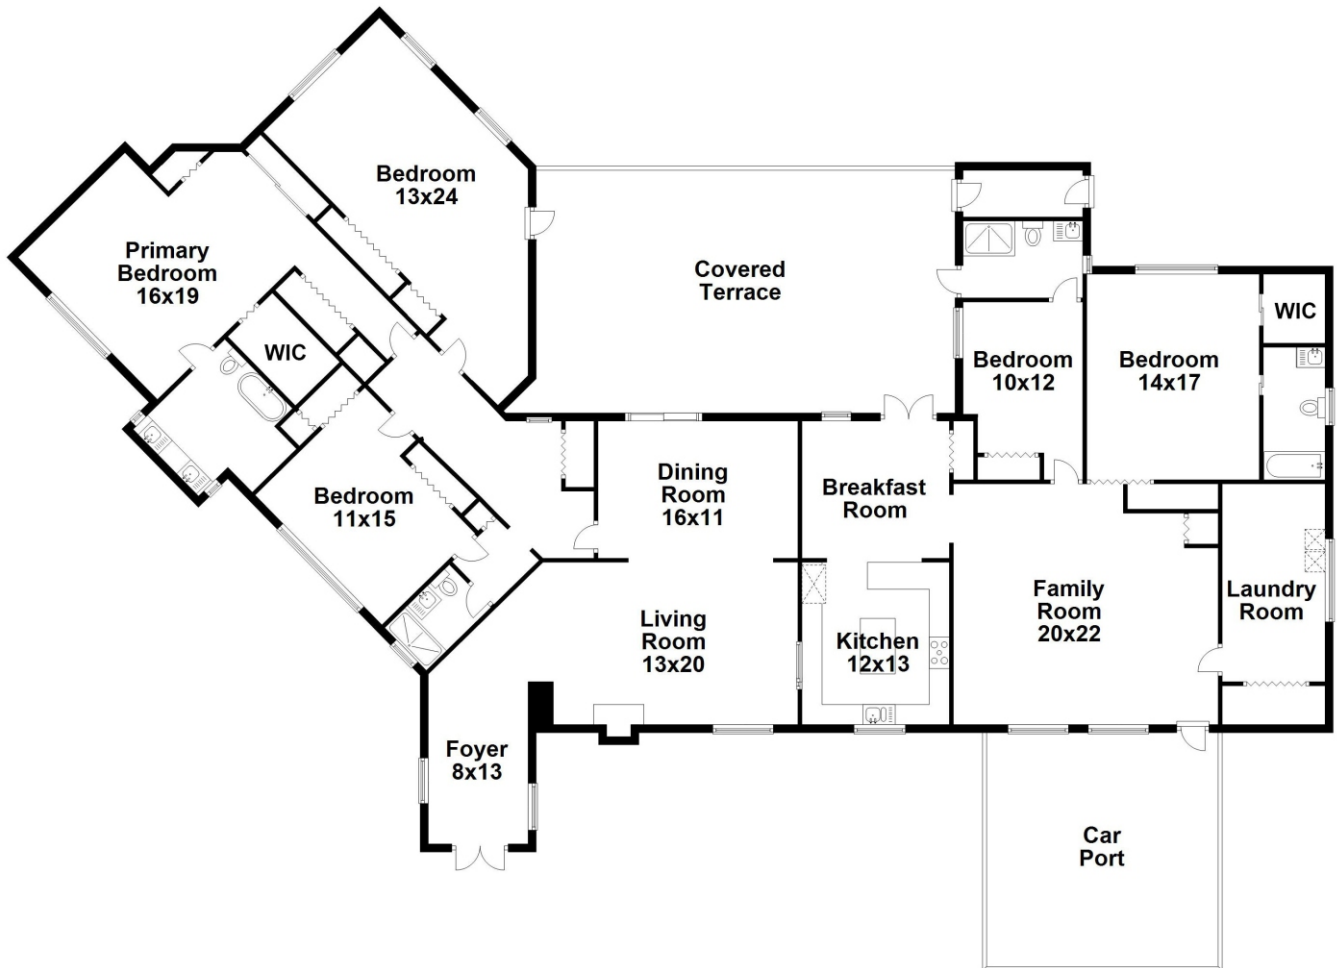 Bedroom
13x24
Primary
Bedroom
16x19
Covered
Terrace
WIC
WIC
Bedroom
10x12
Bedroom
14x17
Bedroom
11x15
Dining
Room
16x11
Breakfast
Room
Family
Room
20x22
Laundry
Room
Living
Room
13x20
Kitchen
12x13
Foyer
8x13
Car
Port